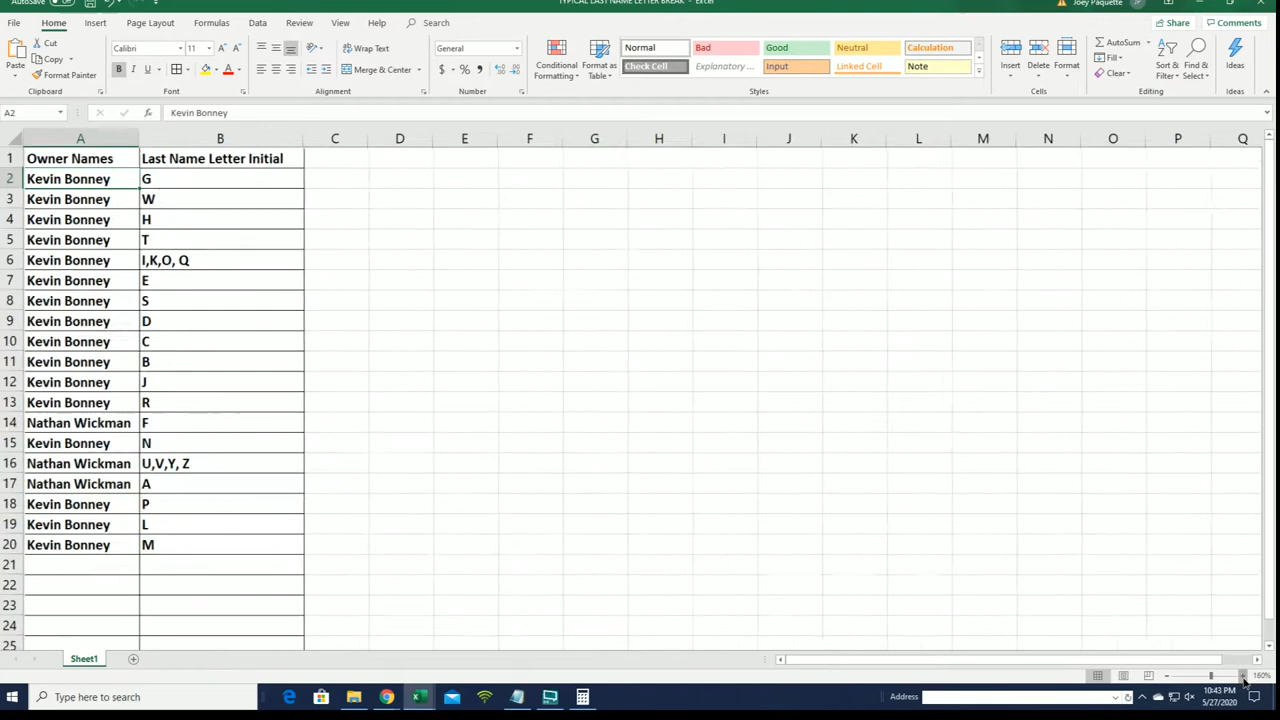 AutoSave Off TYPICAL LAST NAME LETTER BREAK - Excel Joey Paquette JP
File Home Insert Page Layout Formulas Data Review View Help Search Share Comments
Paste Cut Calibri 11 Wrap Text General Normal Bad Good Neutral Calculation AutoSum
Copy Conditional Formatting Format as Table Insert Delete Format Fill Sort & Filter Find & Select Ideas
Format Painter B I U Merge & Center $ % Check Cell Explanatory ... Input Linked Cell Note Clear
Clipboard Font Alignment Number Styles Cells Editing Ideas
A2 fx Kevin Bonney
A B C D E F G H I J K L M N O P Q
1 Owner Names Last Name Letter Initial
2 Kevin Bonney G
3 Kevin Bonney W
4 Kevin Bonney H
5 Kevin Bonney T
6 Kevin Bonney I,K,O, Q
7 Kevin Bonney E
8 Kevin Bonney S
9 Kevin Bonney D
10 Kevin Bonney C
11 Kevin Bonney B
12 Kevin Bonney J
13 Kevin Bonney R
14 Nathan Wickman F
15 Kevin Bonney N
16 Nathan Wickman U,V,Y, Z
17 Nathan Wickman A
18 Kevin Bonney P
19 Kevin Bonney L
20 Kevin Bonney M
21
22
23
24
25
Sheet1
160%
Type here to search Address 10:43 PM
5/27/2020